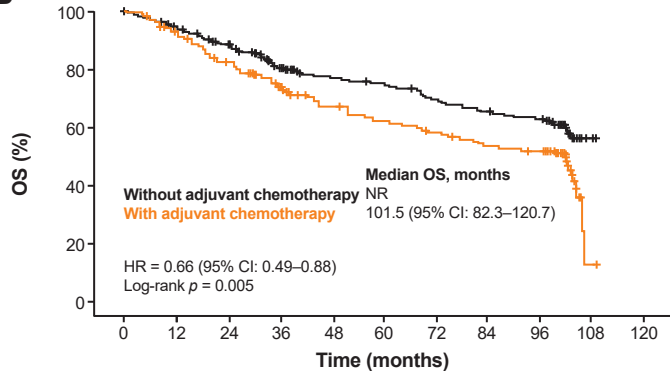 100
80
60
40
20
0
OS (%)
Median OS, months
Without adjuvant chemotherapy NR
With adjuvant chemotherapy 101.5 (95% CI: 82.3–120.7)
HR = 0.66 (95% CI: 0.49–0.88)
Log-rank p = 0.005
0 12 24 36 48 60 72 84 96 108 120
Time (months)